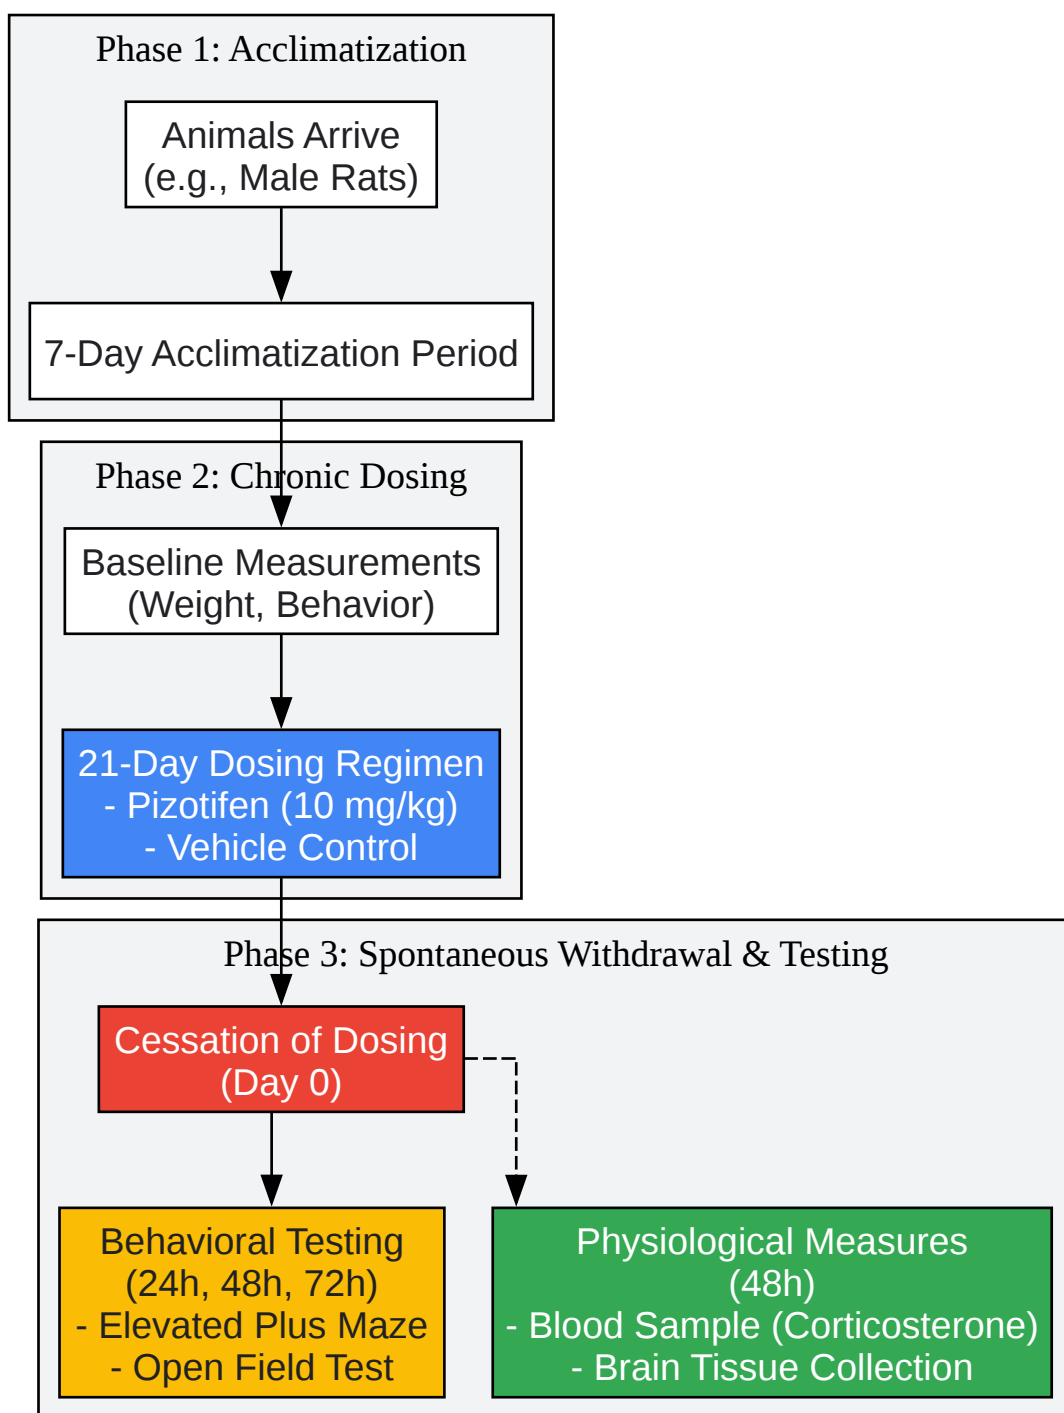 Phase 1: Acclimatization
Animals Arrive
(e.g., Male Rats)
7-Day Acclimatization Period
Phase 2: Chronic Dosing
Baseline Measurements
(Weight, Behavior)
21-Day Dosing Regimen
- Pizotifen (10 mg/kg)
- Vehicle Control
Phase 3: Spontaneous Withdrawal & Testing
Cessation of Dosing
(Day 0)
Behavioral Testing
(24h, 48h, 72h)
- Elevated Plus Maze
- Open Field Test
Physiological Measures
(48h)
- Blood Sample (Corticosterone)
- Brain Tissue Collection